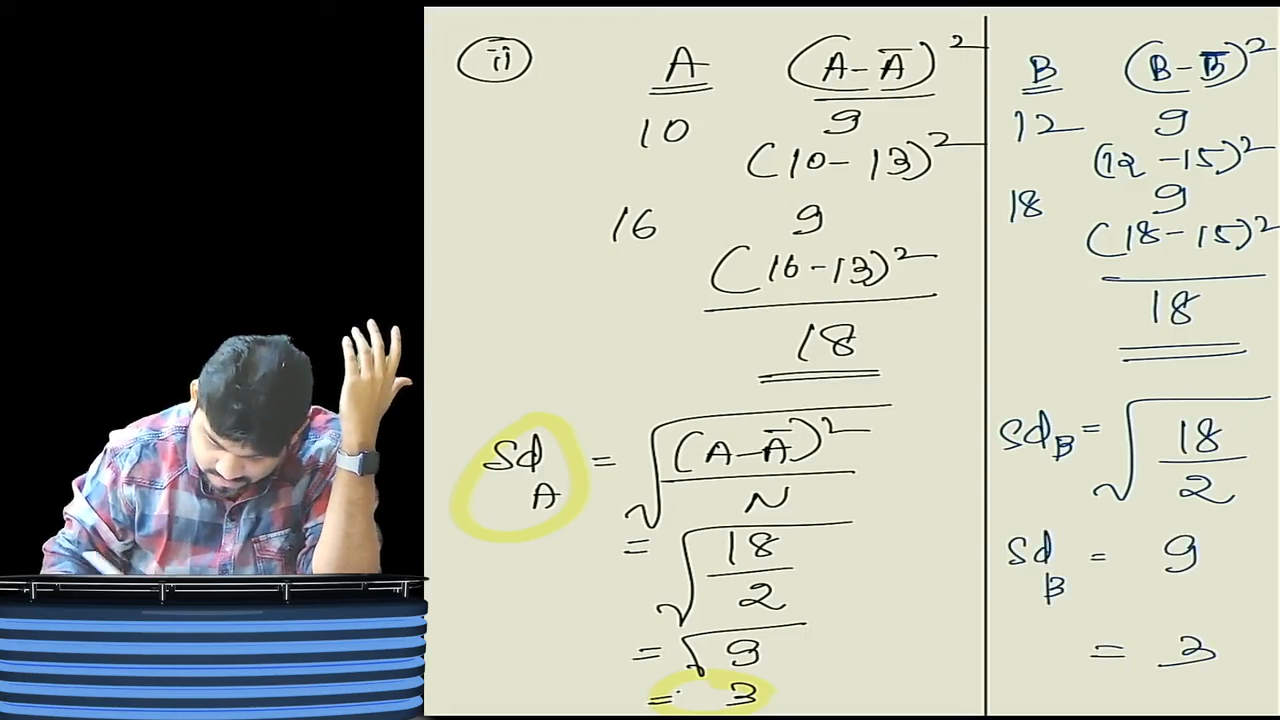 ii)
A (A-Ā)²
10 9
(10-13)²
16 9
(16-13)²
18
Sd_A = √((A-Ā)²/N)
= √(18/2)
= √9
= 3
B (B-B̄)²
12 9
(12-15)²
18 9
(18-15)²
18
Sd_B = √(18/2)
Sd_B = 9
= 3